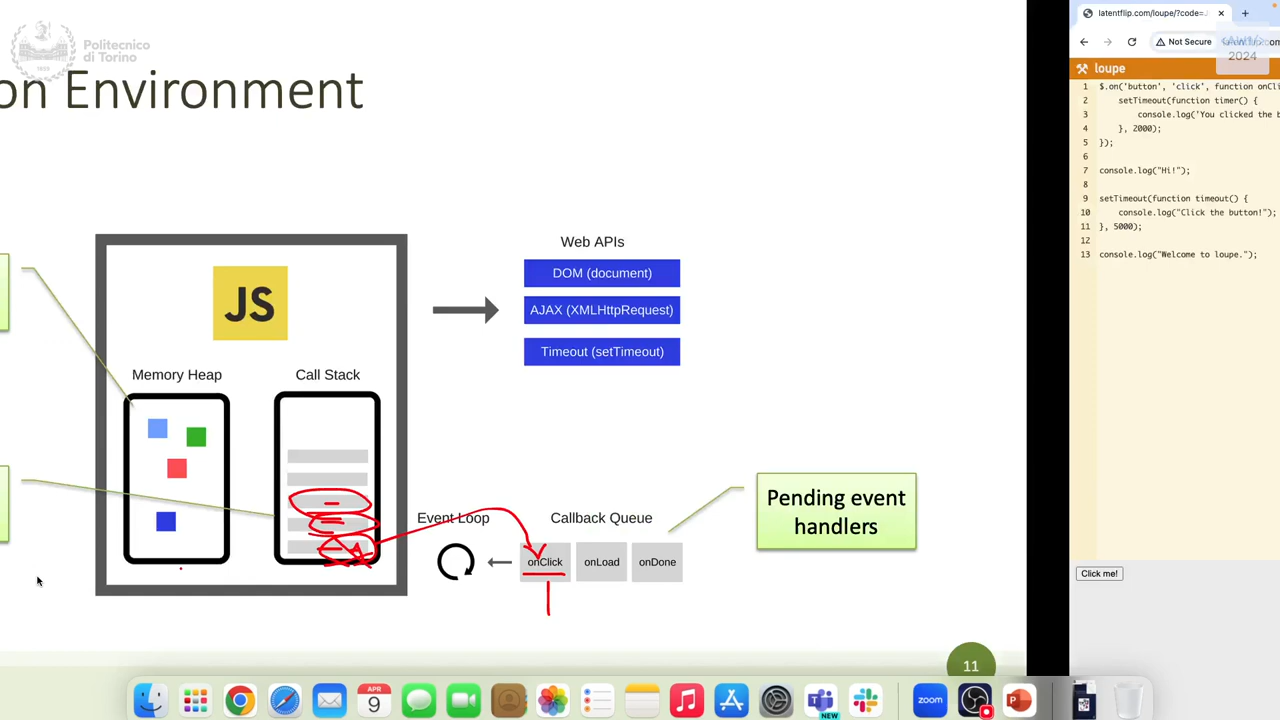 Politecnico
di Torino
on Environment
JS
Memory Heap
Call Stack
Web APIs
DOM (document)
AJAX (XMLHttpRequest)
Timeout (setTimeout)
Event Loop
Callback Queue
onClick
onLoad
onDone
Pending event
handlers
11
APR
9
NEW
zoom
latentflip.com/loupe/?code=
Not Secure
2024
loupe
1 $.on('button', 'click', function onCli
2 setTimeout(function timer() {
3 console.log('You clicked the b
4 }, 2000);
5 });
6
7 console.log("Hi!");
8
9 setTimeout(function timeout() {
10 console.log("Click the button!");
11 }, 5000);
12
13 console.log("Welcome to loupe.");
Click me!